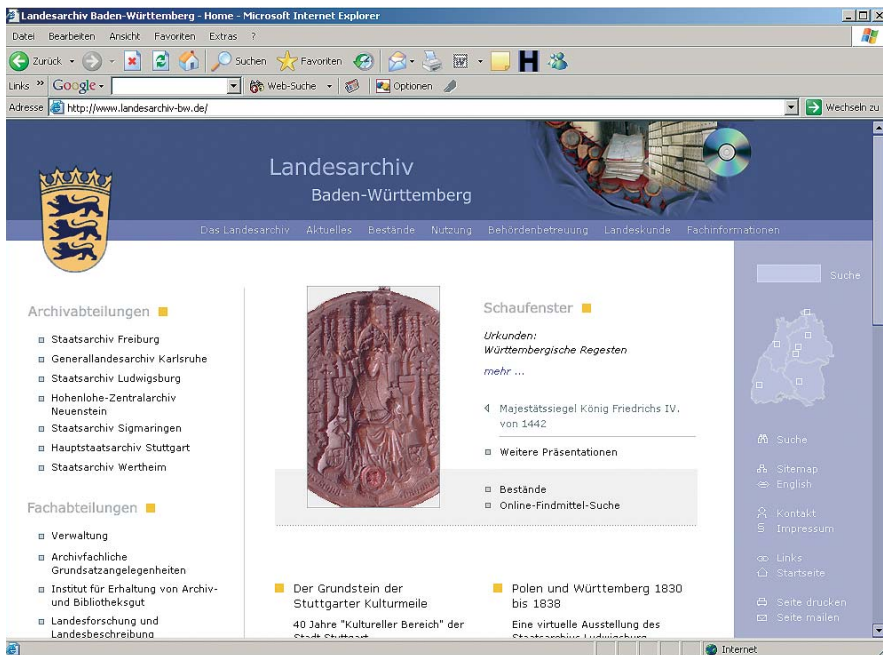 Landesarchiv Baden-Württemberg - Home - Microsoft Internet Explorer
Datei Bearbeiten Ansicht Favoriten Extras ?
Zurück Suchen Favoriten
Links » Google Web-Suche Optionen
Adresse http://www.landesarchiv-bw.de/ Wechseln zu
Landesarchiv
Baden-Württemberg
Das Landesarchiv Aktuelles Bestände Nutzung Behördenbetreuung Landeskunde Fachinformationen
Archivabteilungen
Staatsarchiv Freiburg
Generallandesarchiv Karlsruhe
Staatsarchiv Ludwigsburg
Hohenlohe-Zentralarchiv
Neuenstein
Staatsarchiv Sigmaringen
Hauptstaatsarchiv Stuttgart
Staatsarchiv Wertheim
Fachabteilungen
Verwaltung
Archivfachliche
Grundsatzangelegenheiten
Institut für Erhaltung von Archiv-
und Bibliotheksgut
Landesforschung und
Landesbeschreibung
Schaufenster
Urkunden:
Württembergische Regesten
mehr ...
Majestätssiegel König Friedrichs IV.
von 1442
Weitere Präsentationen
Bestände
Online-Findmittel-Suche
Der Grundstein der
Stuttgarter Kulturmeile
40 Jahre "Kultureller Bereich" der
Stadt Stuttgart
Polen und Württemberg 1830
bis 1838
Eine virtuelle Ausstellung des
Staatsarchivs Ludwigsburg
Suche
Suche
Sitemap
English
Kontakt
Impressum
Links
Startseite
Seite drucken
Seite mailen
Internet